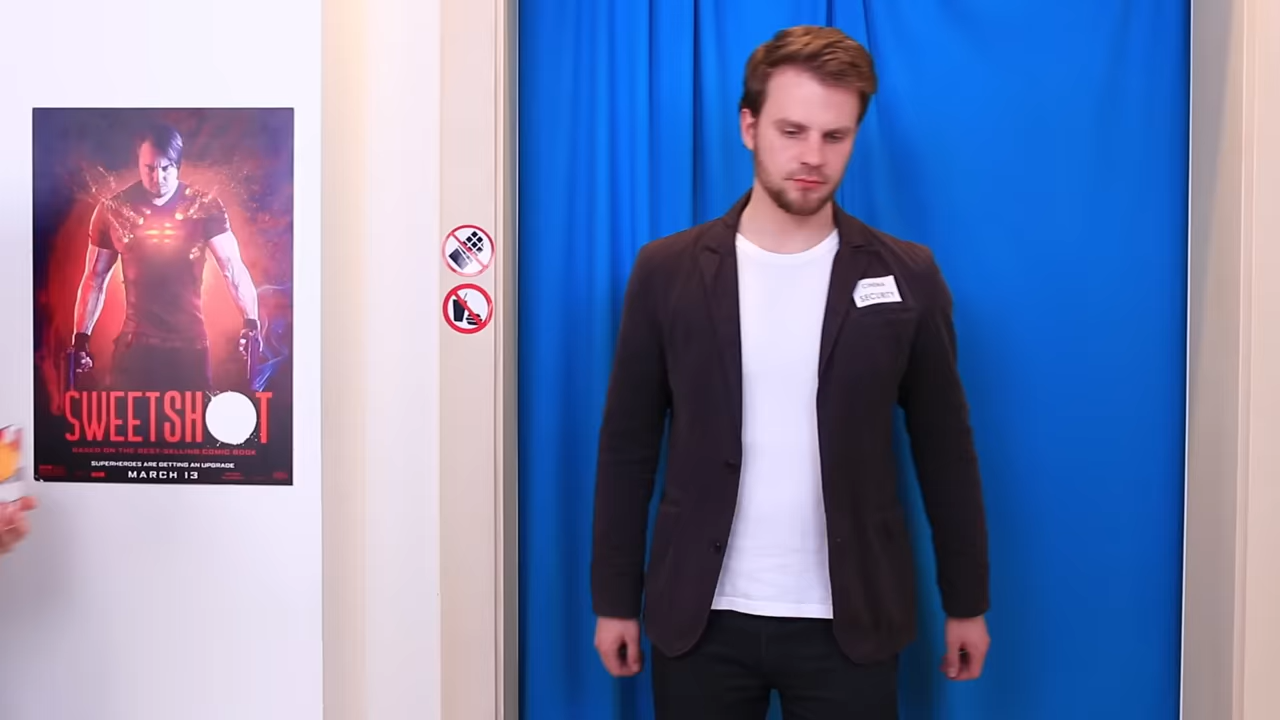 SWEETSHOT
BASED ON THE BEST-SELLING COMIC BOOK
SUPERHEROES ARE GETTING AN UPGRADE
MARCH 13
CINEMA
SECURITY